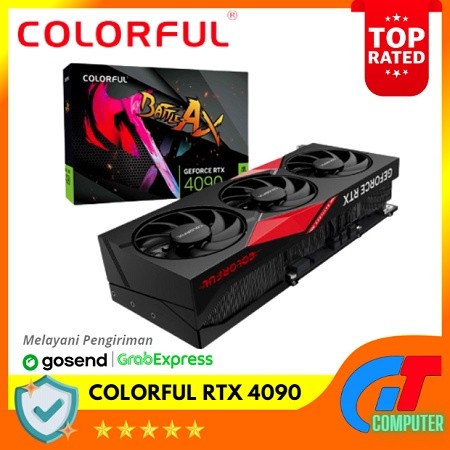 COLORFUL®
TOP
RATED
COLORFUL
BATTLE-AX
GEFORCE RTX
4090
GEFORCE RTX
COLORFUL
Melayani Pengiriman
gosend | GrabExpress
COLORFUL RTX 4090
GT
COMPUTER